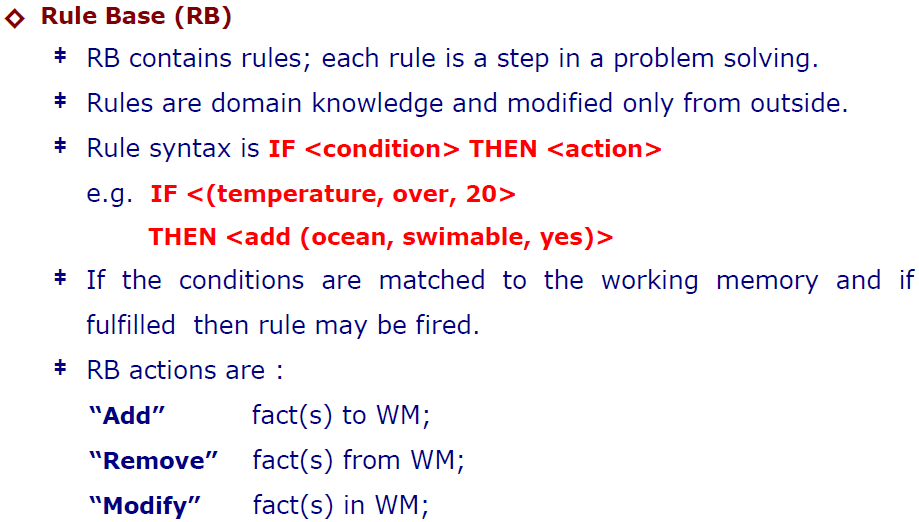 ◇ Rule Base (RB)
‡ RB contains rules; each rule is a step in a problem solving.
‡ Rules are domain knowledge and modified only from outside.
‡ Rule syntax is IF <condition> THEN <action>
e.g. IF <(temperature, over, 20>
THEN <add (ocean, swimable, yes)>
‡ If the conditions are matched to the working memory and if
fulfilled then rule may be fired.
‡ RB actions are :
“Add” fact(s) to WM;
“Remove” fact(s) from WM;
“Modify” fact(s) in WM;